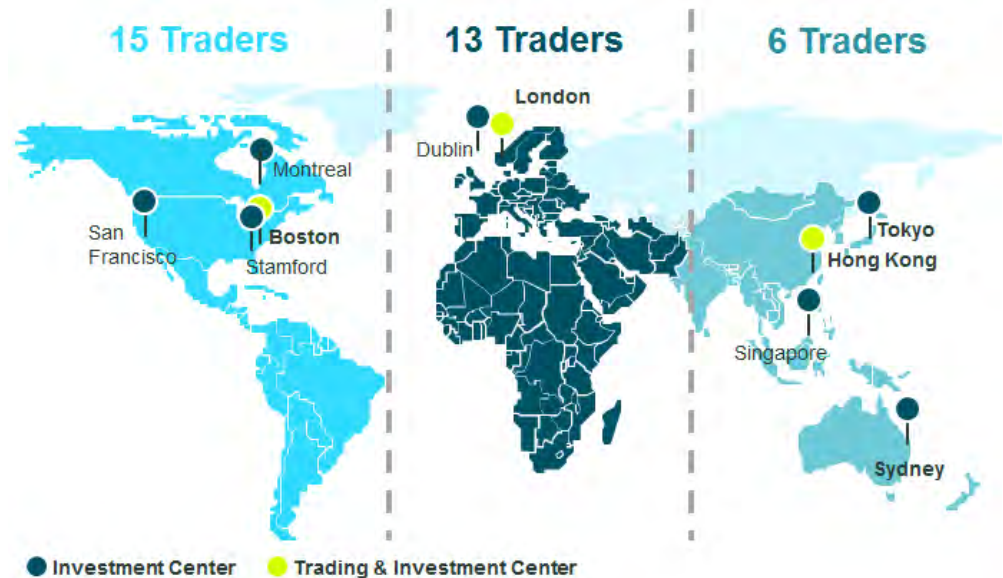 15 Traders
13 Traders
6 Traders
London
Dublin
Montreal
San
Francisco
Boston
Stamford
Tokyo
Hong Kong
Singapore
Sydney
Investment Center
Trading & Investment Center